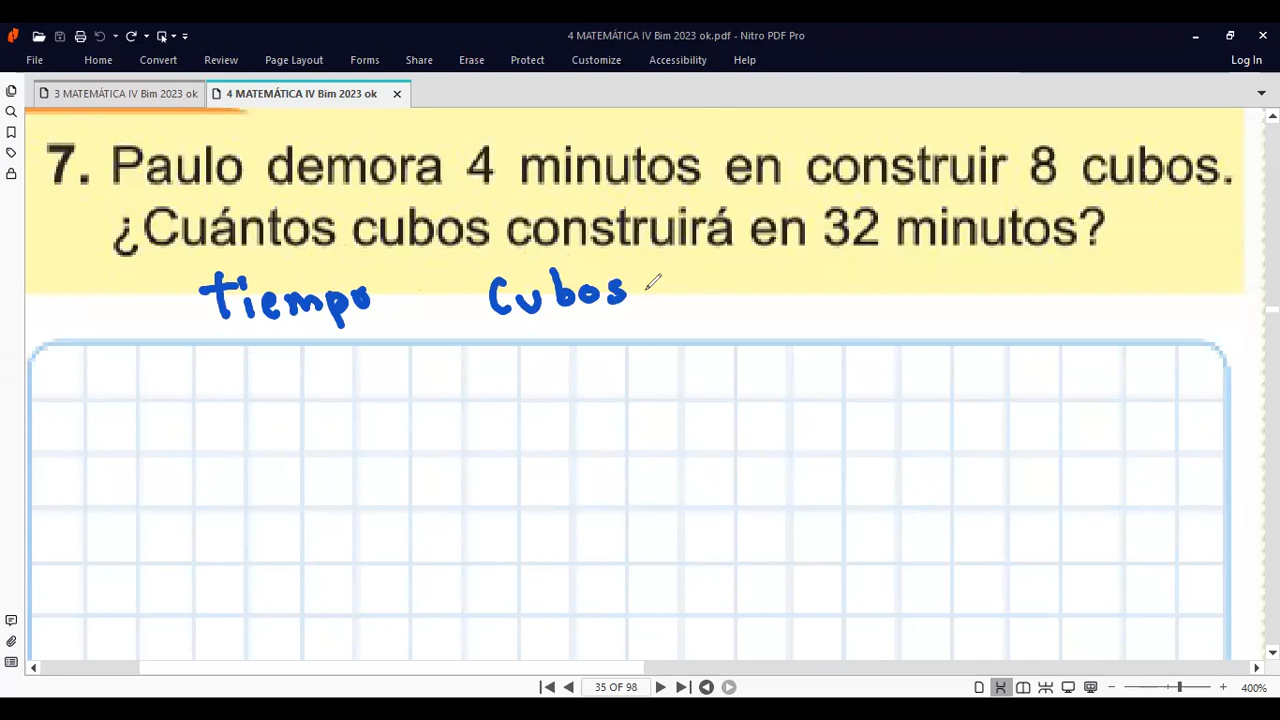 4 MATEMÁTICA IV Bim 2023 ok.pdf - Nitro PDF Pro
File Home Convert Review Page Layout Forms Share Erase Protect Customize Accessibility Help Log In
3 MATEMÁTICA IV Bim 2023 ok 4 MATEMÁTICA IV Bim 2023 ok
7. Paulo demora 4 minutos en construir 8 cubos.
¿Cuántos cubos construirá en 32 minutos?
tiempo cubos
35 OF 98 400%